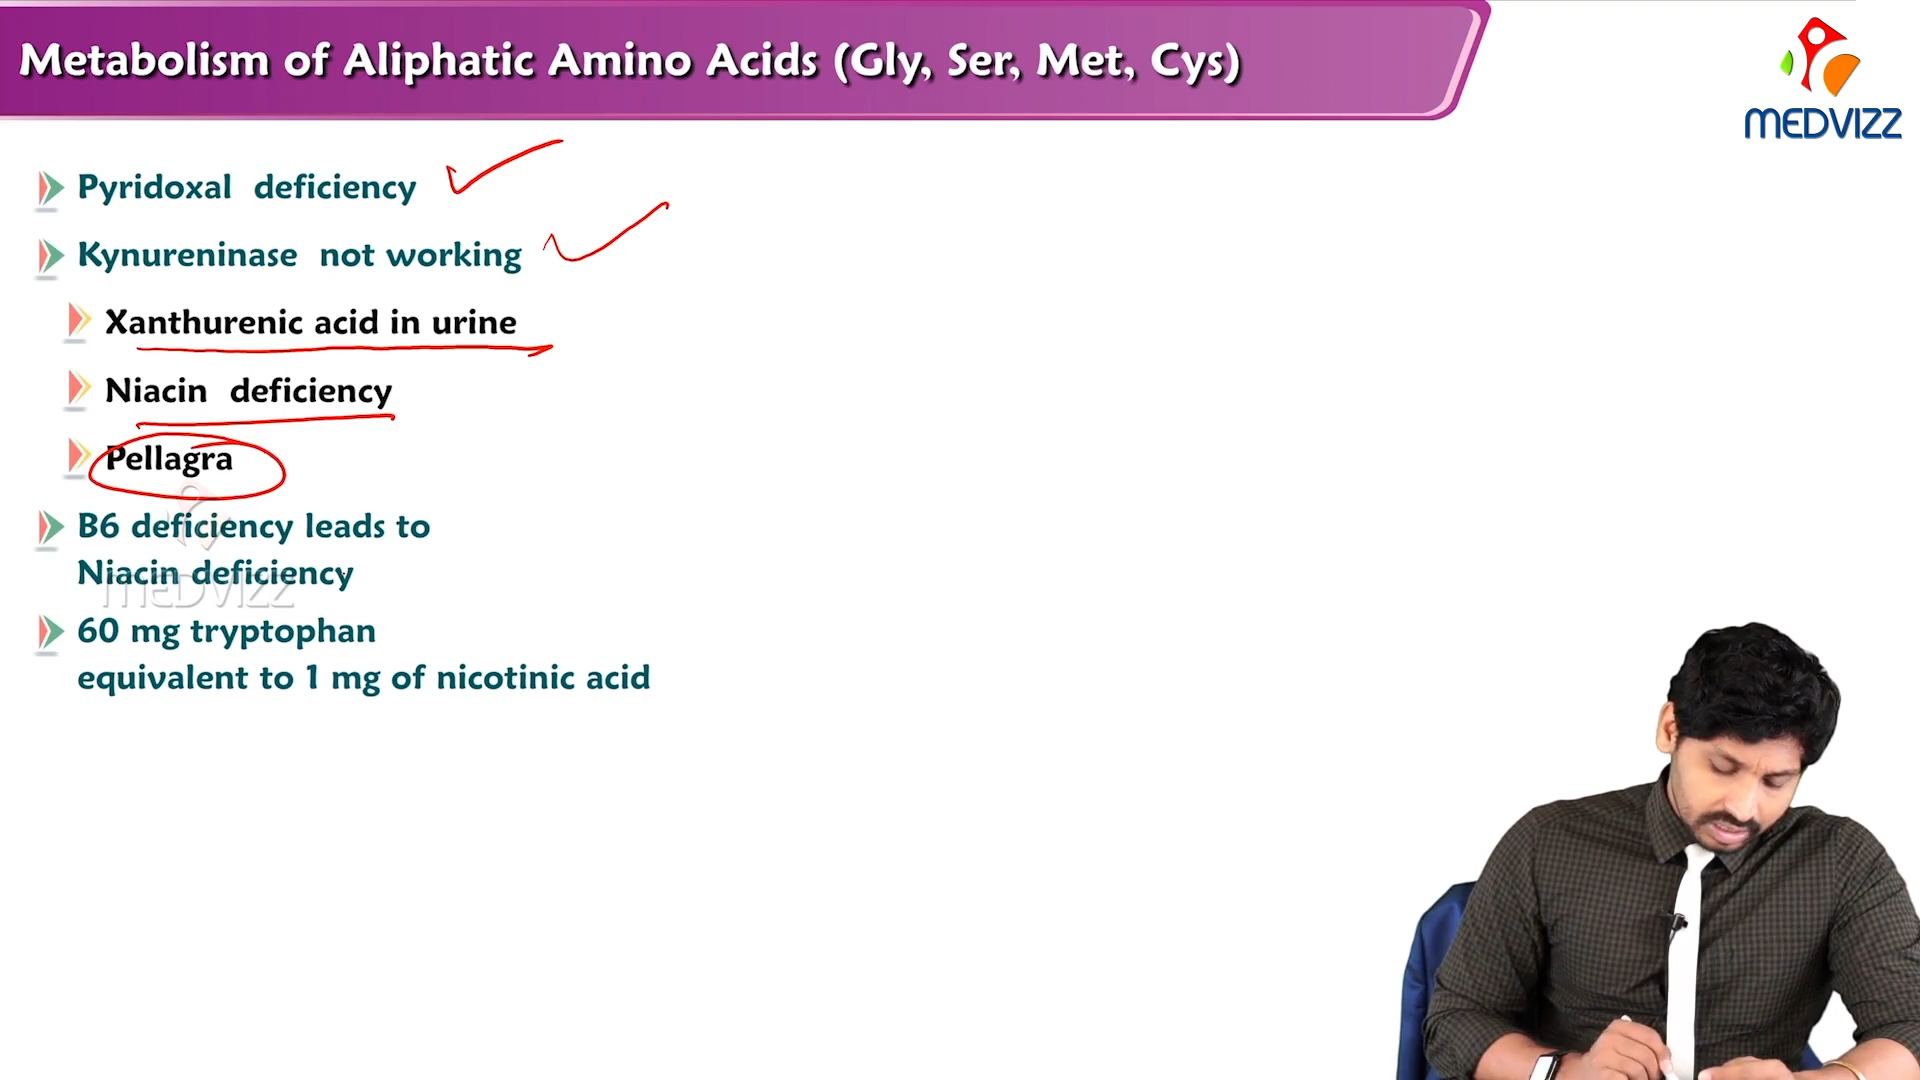 Metabolism of Aliphatic Amino Acids (Gly, Ser, Met, Cys)
MEDVIZZ
Pyridoxal deficiency
Kynureninase not working
Xanthurenic acid in urine
Niacin deficiency
Pellagra
B6 deficiency leads to
Niacin deficiency
MEDVIZZ
60 mg tryptophan
equivalent to 1 mg of nicotinic acid